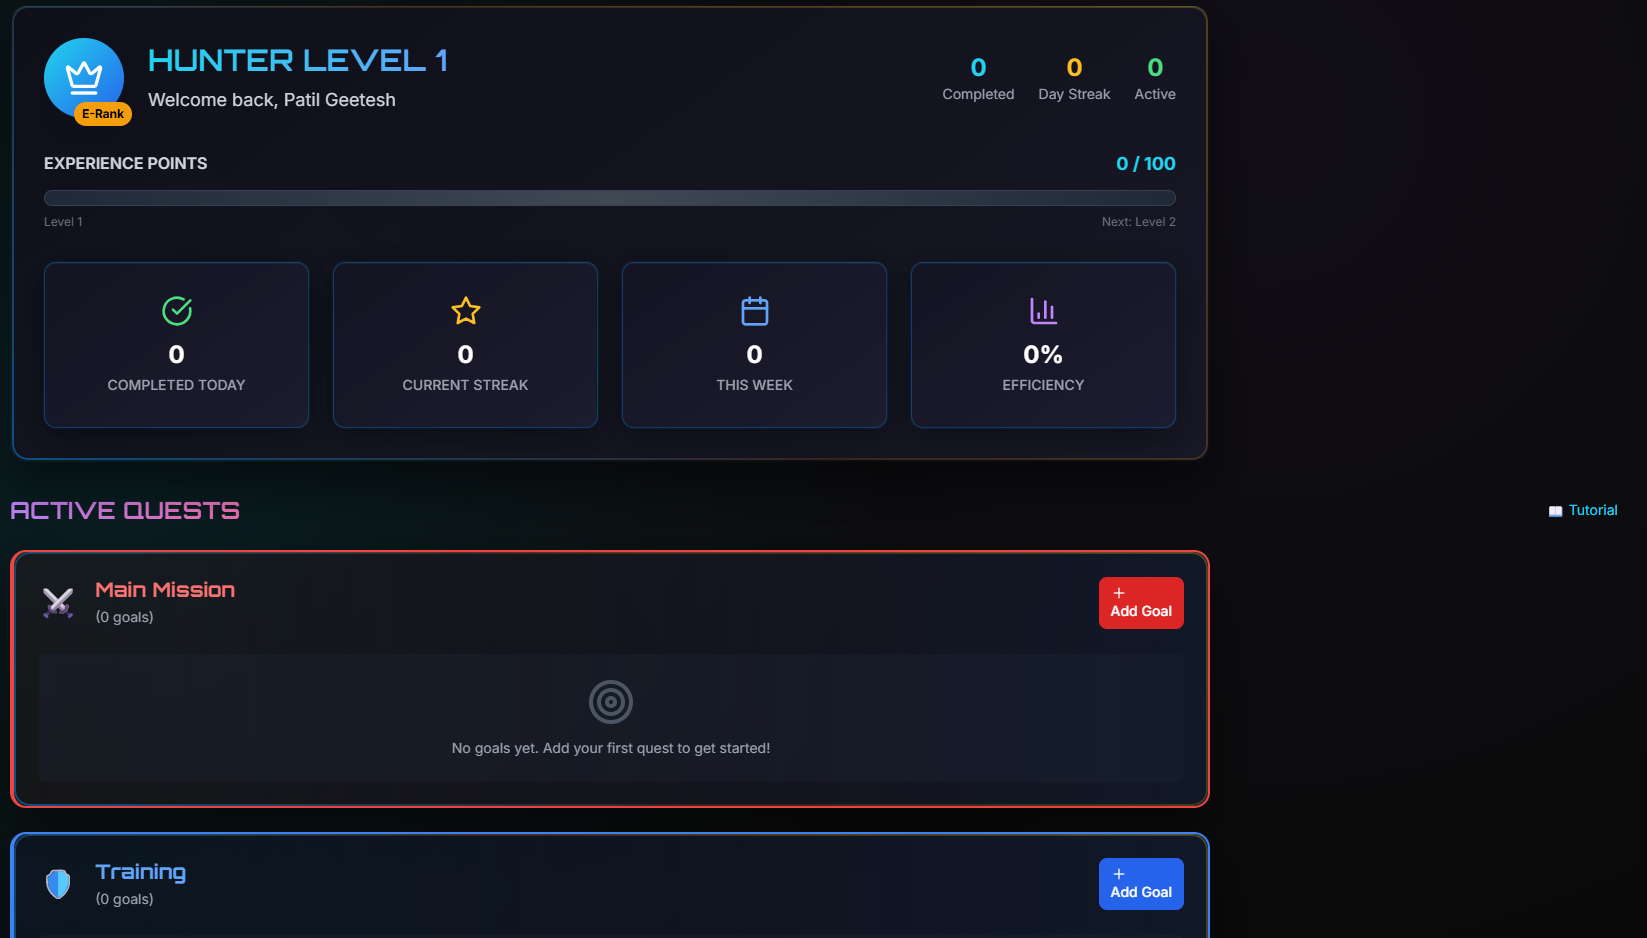 HUNTER LEVEL 1
Welcome back, Patil Geetesh
E-Rank
0
Completed
0
Day Streak
0
Active
EXPERIENCE POINTS
0 / 100
Level 1
Next: Level 2
0
COMPLETED TODAY
0
CURRENT STREAK
0
THIS WEEK
0%
EFFICIENCY
ACTIVE QUESTS
Tutorial
Main Mission
(0 goals)
+
Add Goal
No goals yet. Add your first quest to get started!
Training
(0 goals)
+
Add Goal